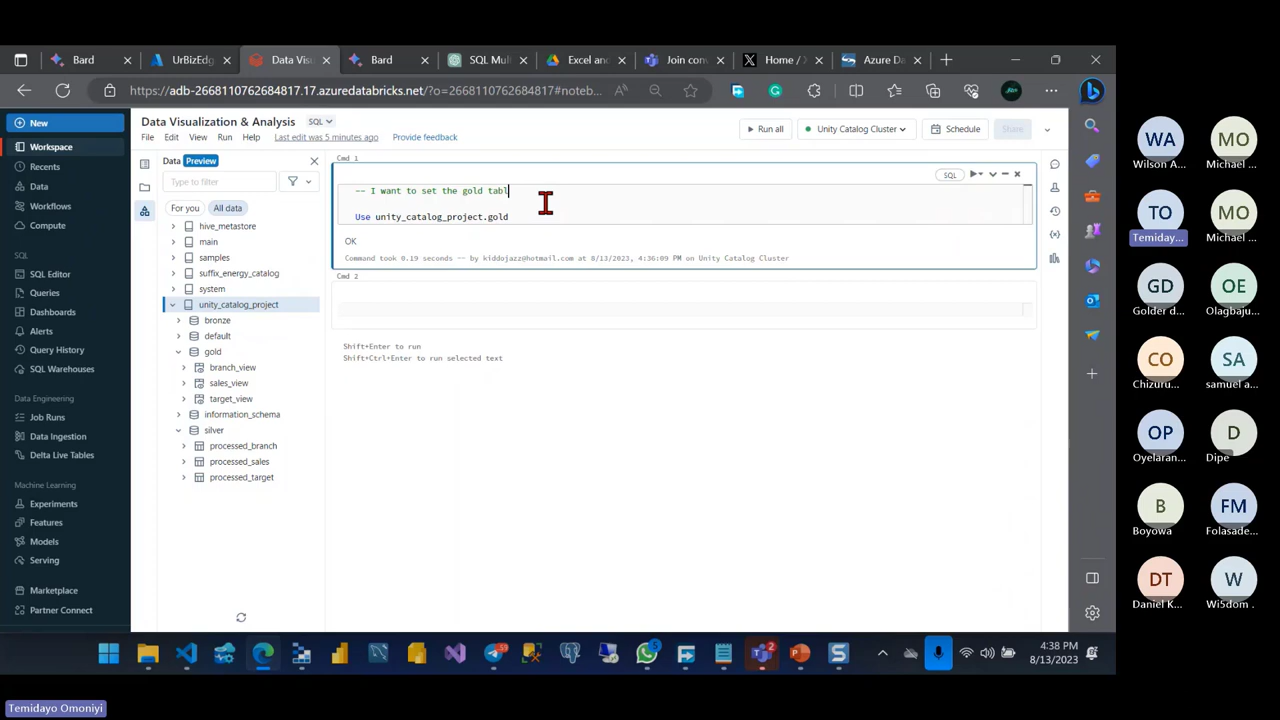 Bard
UrBizEdg
Data Visu
Bard
SQL Mult
Excel and
Join conv
Home / X
Azure Da
https://adb-2668110762684817.17.azuredatabricks.net/?o=2668110762684817#noteb...
New
Workspace
Recents
Data
Workflows
Compute
SQL
SQL Editor
Queries
Dashboards
Alerts
Query History
SQL Warehouses
Data Engineering
Job Runs
Data Ingestion
Delta Live Tables
Machine Learning
Experiments
Features
Models
Serving
Marketplace
Partner Connect
Data Visualization & Analysis
SQL
File
Edit
View
Run
Help
Last edit was 5 minutes ago
Provide feedback
Run all
Unity Catalog Cluster
Schedule
Share
Data
Preview
Type to filter
For you
All data
hive_metastore
main
samples
suffix_energy_catalog
system
unity_catalog_project
bronze
default
gold
branch_view
sales_view
target_view
information_schema
silver
processed_branch
processed_sales
processed_target
Cmd 1
SQL
-- I want to set the gold tabl
Use unity_catalog_project.gold
OK
Command took 0.19 seconds -- by kiddojazz@hotmail.com at 8/13/2023, 4:36:09 PM on Unity Catalog Cluster
Cmd 2
Shift+Enter to run
Shift+Ctrl+Enter to run selected text
WA
Wilson A...
MO
Michael ...
TO
Temiday...
MO
Michael ...
GD
Golder d...
OE
Olagbaju...
CO
Chizuru...
SA
samuel a...
OP
Oyelaran...
D
Dipe
B
Boyowa
FM
Folasade...
DT
Daniel K...
W
Wi5dom .
4:38 PM
8/13/2023
Temidayo Omoniyi